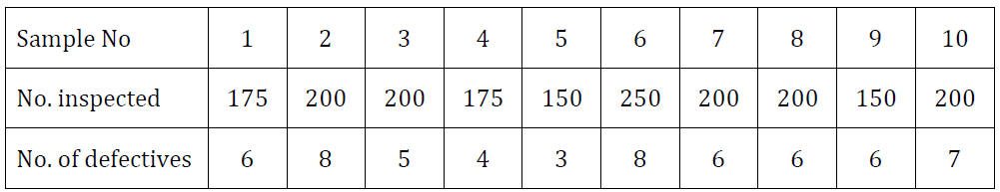 Sample No 1 2 3 4 5 6 7 8 9 10
No. inspected 175 200 200 175 150 250 200 200 150 200
No. of defectives 6 8 5 4 3 8 6 6 6 7